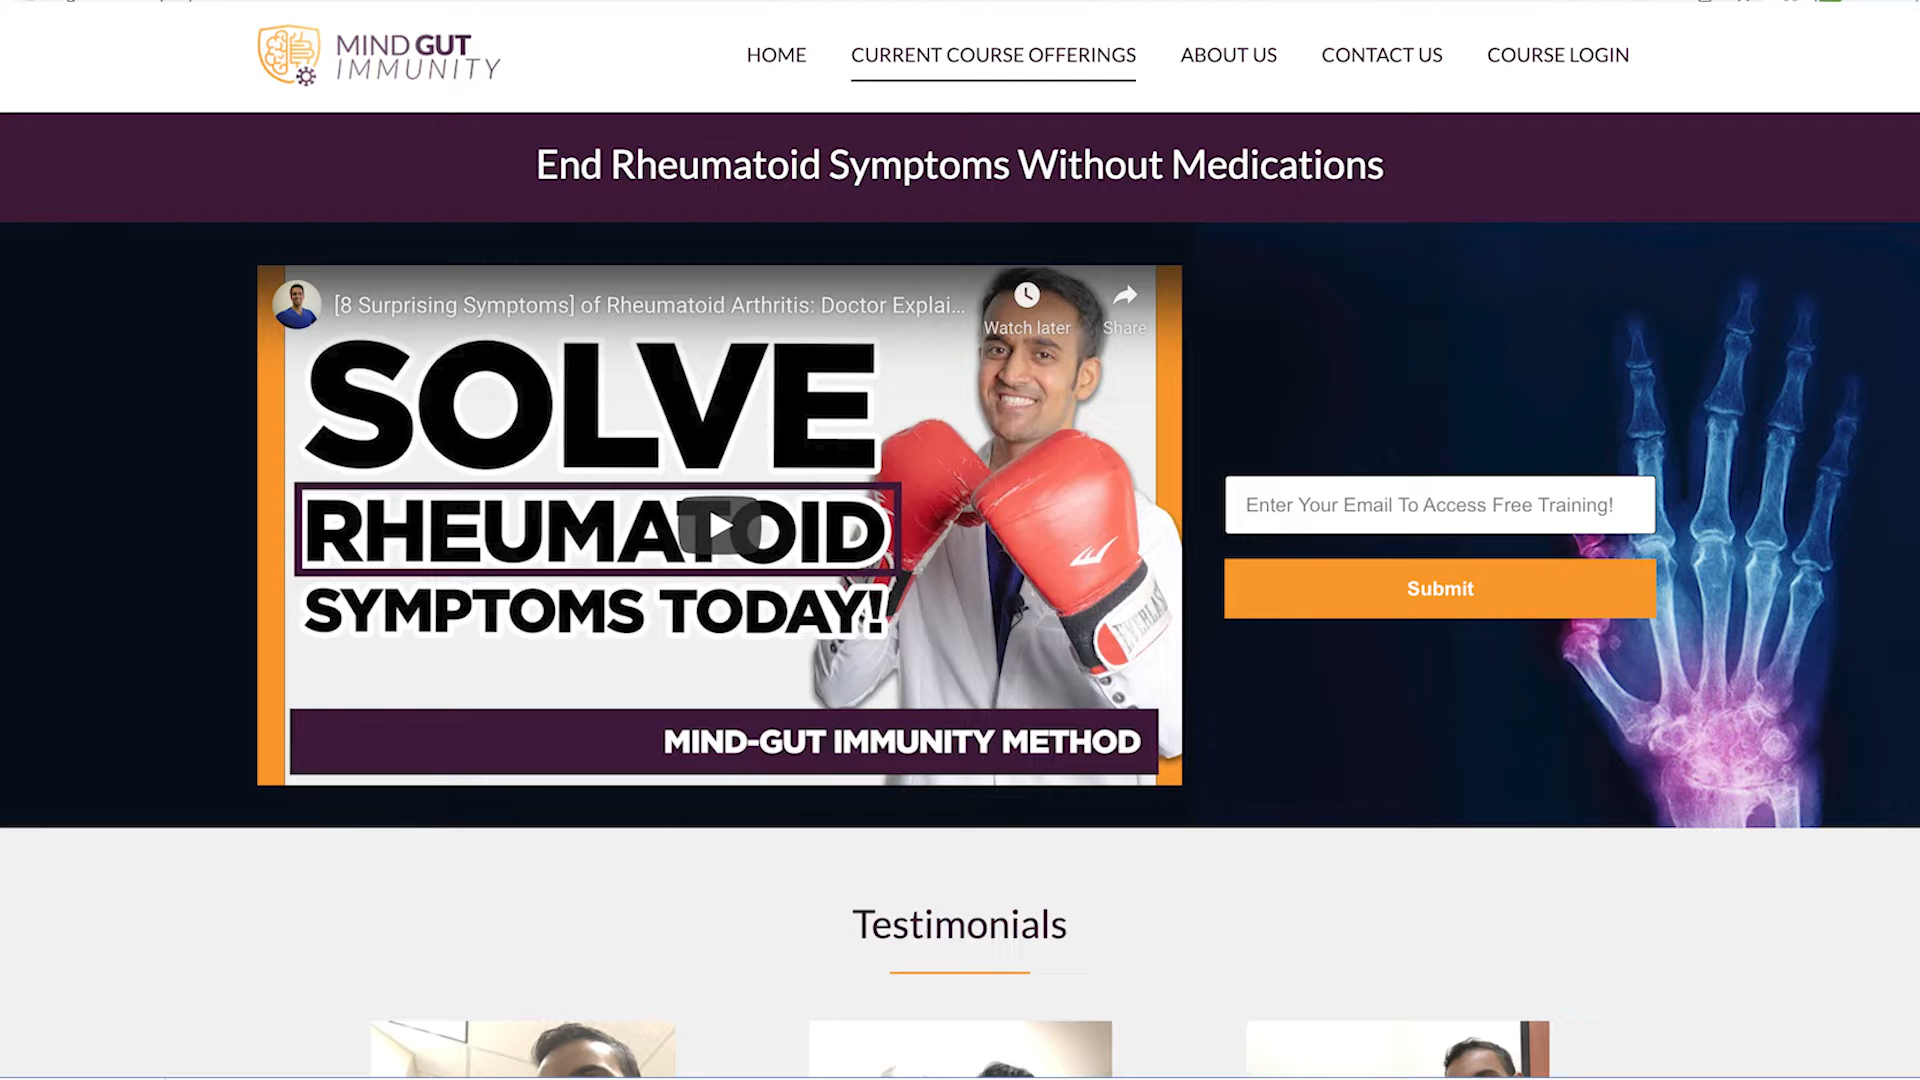 MIND GUT
IMMUNITY
HOME
CURRENT COURSE OFFERINGS
ABOUT US
CONTACT US
COURSE LOGIN
End Rheumatoid Symptoms Without Medications
[8 Surprising Symptoms] of Rheumatoid Arthritis: Doctor Explai...
Watch later
Share
SOLVE
RHEUMATOID
SYMPTOMS TODAY!
EVERLAST
MIND-GUT IMMUNITY METHOD
Enter Your Email To Access Free Training!
Submit
Testimonials